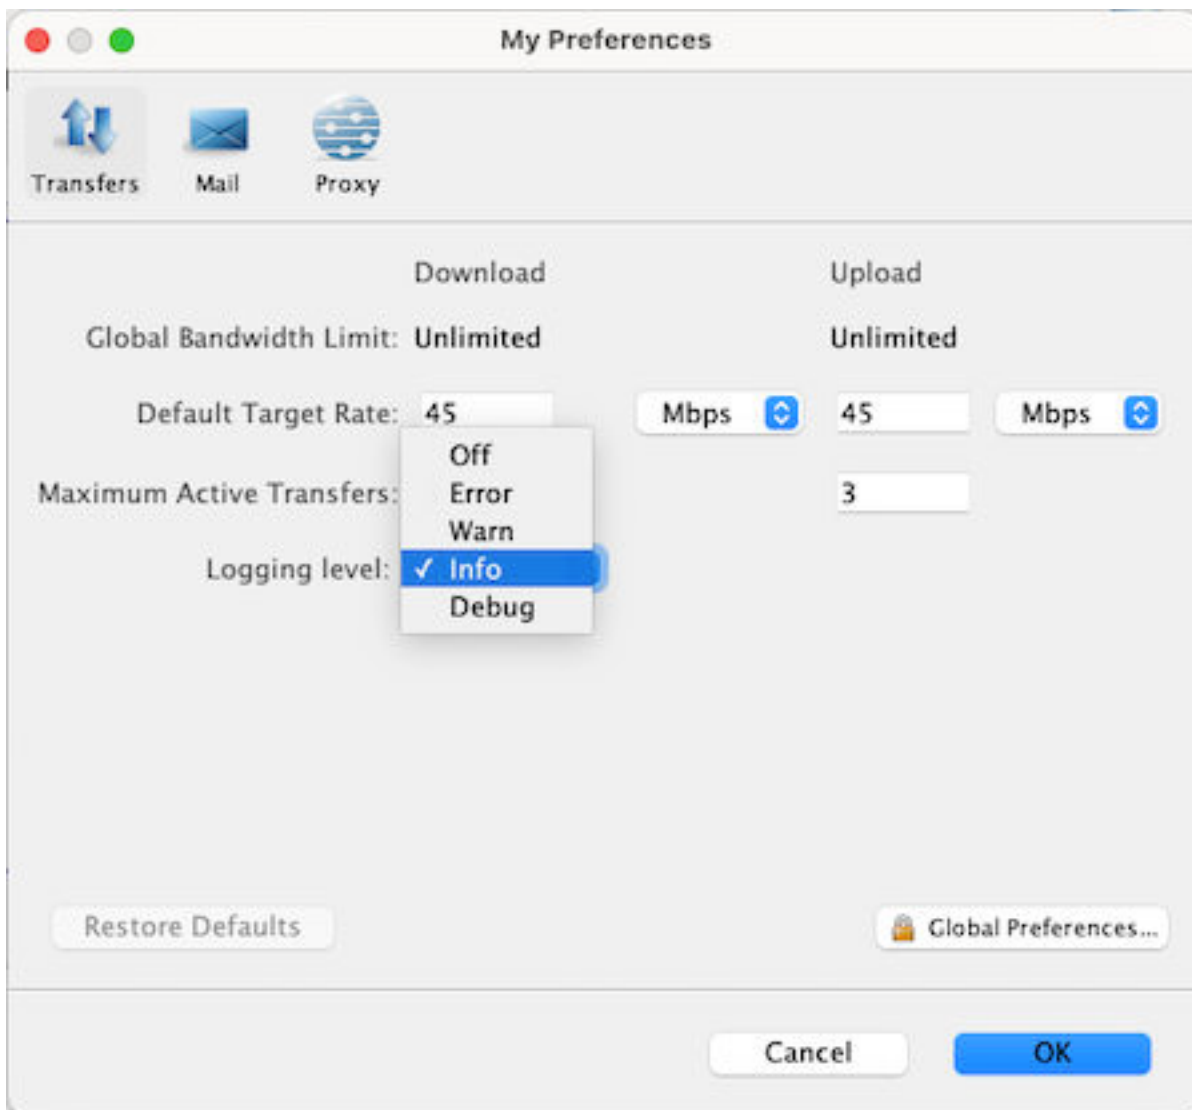 My Preferences
Transfers Mail Proxy
Download Upload
Global Bandwidth Limit: Unlimited Unlimited
Default Target Rate: 45 Mbps 45 Mbps
Off
Maximum Active Transfers: Error 3
Warn
Logging level: ✓ Info
Debug
Restore Defaults Global Preferences...
Cancel OK